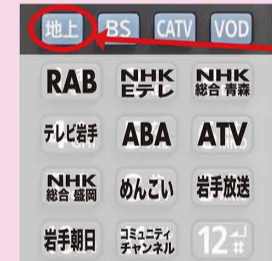 地上 BS CATV VOD
RAB NHK Eテレ NHK 総合 青森
テレビ岩手 ABA ATV
NHK 総合 盛岡 めんこい 岩手放送
岩手朝日 コミュニティ チャンネル 12 #